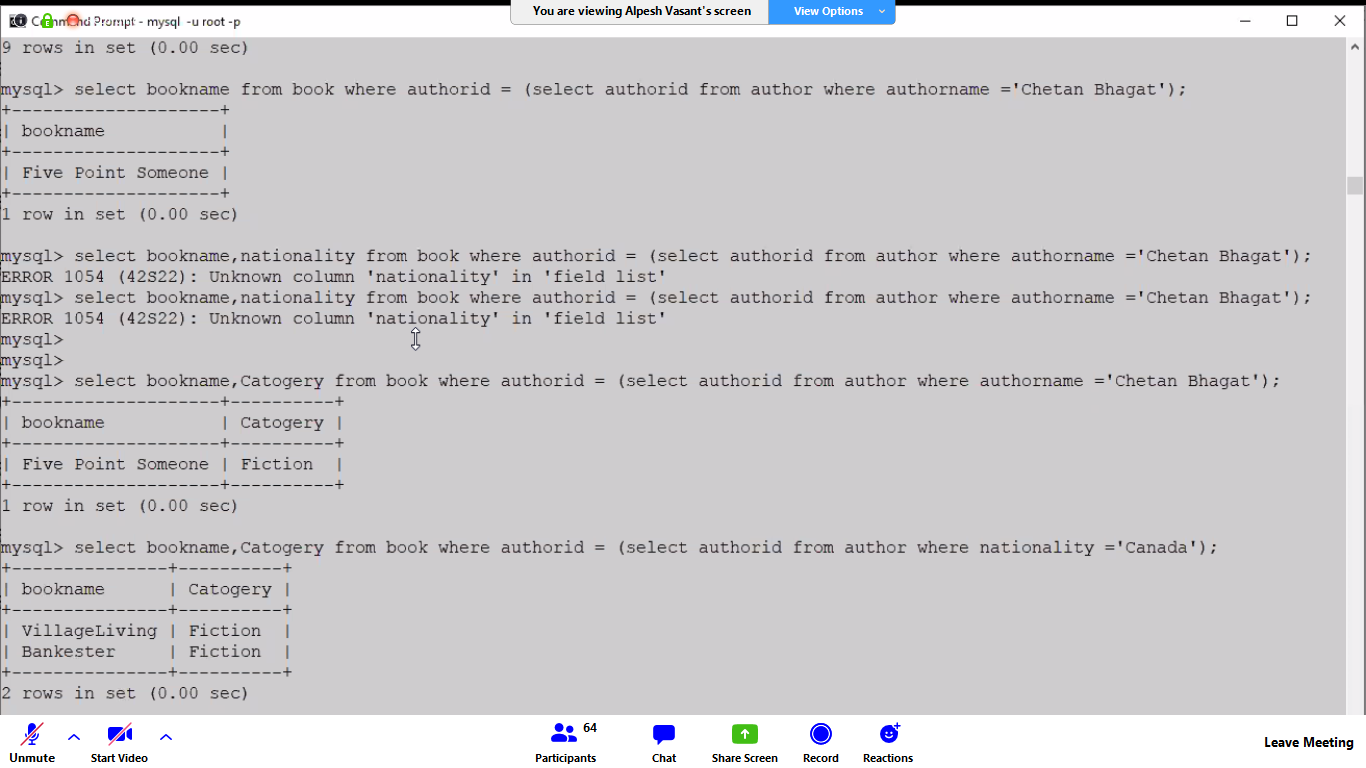 Command Prompt - mysql -u root -p
You are viewing Alpesh Vasant's screen
View Options
9 rows in set (0.00 sec)
mysql> select bookname from book where authorid = (select authorid from author where authorname ='Chetan Bhagat');
+--------------------+
| bookname           |
+--------------------+
| Five Point Someone |
+--------------------+
1 row in set (0.00 sec)
mysql> select bookname,nationality from book where authorid = (select authorid from author where authorname ='Chetan Bhagat');
ERROR 1054 (42S22): Unknown column 'nationality' in 'field list'
mysql> select bookname,nationality from book where authorid = (select authorid from author where authorname ='Chetan Bhagat');
ERROR 1054 (42S22): Unknown column 'nationality' in 'field list'
mysql>
mysql>
mysql> select bookname,Catogery from book where authorid = (select authorid from author where authorname ='Chetan Bhagat');
+--------------------+----------+
| bookname           | Catogery |
+--------------------+----------+
| Five Point Someone | Fiction  |
+--------------------+----------+
1 row in set (0.00 sec)
mysql> select bookname,Catogery from book where authorid = (select authorid from author where nationality ='Canada');
+---------------+----------+
| bookname      | Catogery |
+---------------+----------+
| VillageLiving | Fiction  |
| Bankester     | Fiction  |
+---------------+----------+
2 rows in set (0.00 sec)
64
Unmute
Start Video
Participants
Chat
Share Screen
Record
Reactions
Leave Meeting